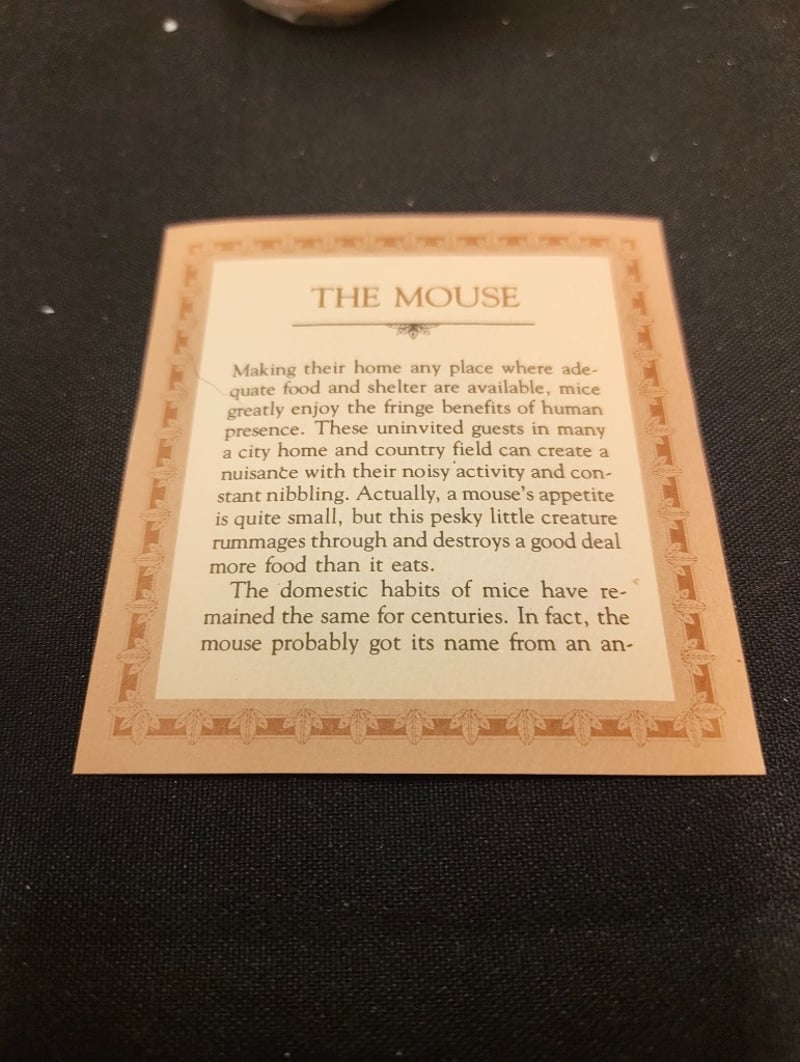 THE MOUSE
Making their home any place where ade-
quate food and shelter are available, mice
greatly enjoy the fringe benefits of human
presence. These uninvited guests in many
a city home and country field can create a
nuisance with their noisy activity and con-
stant nibbling. Actually, a mouse's appetite
is quite small, but this pesky little creature
rummages through and destroys a good deal
more food than it eats.
The domestic habits of mice have re-
mained the same for centuries. In fact, the
mouse probably got its name from an an-